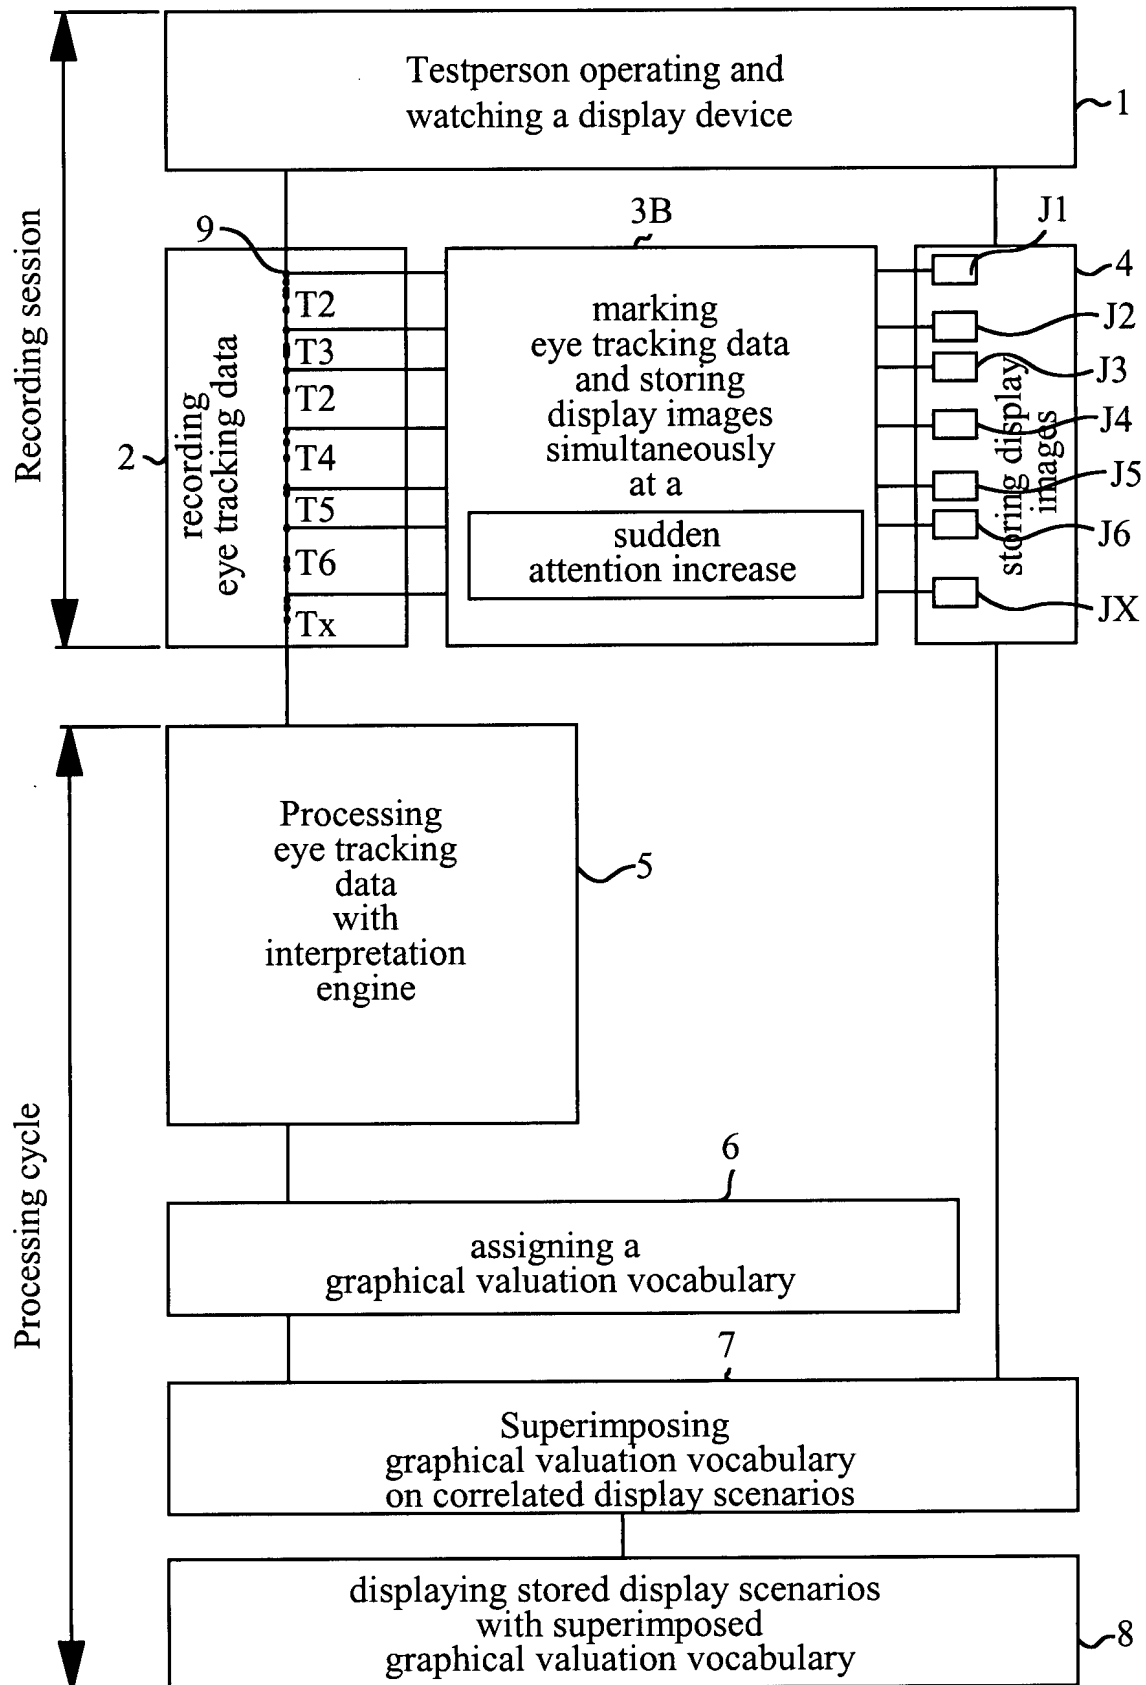 Testperson operating and
watching a display device
1
Recording session
9
3B
J1
2
recording
eye tracking data
T2
T3
T2
T4
T5
T6
Tx
marking
eye tracking data
and storing
display images
simultaneously
at a
sudden
attention increase
storing display
images
4
J2
J3
J4
J5
J6
JX
Processing cycle
Processing
eye tracking
data
with
interpretation
engine
5
6
assigning a
graphical valuation vocabulary
7
Superimposing
graphical valuation vocabulary
on correlated display scenarios
displaying stored display scenarios
with superimposed
graphical valuation vocabulary
8